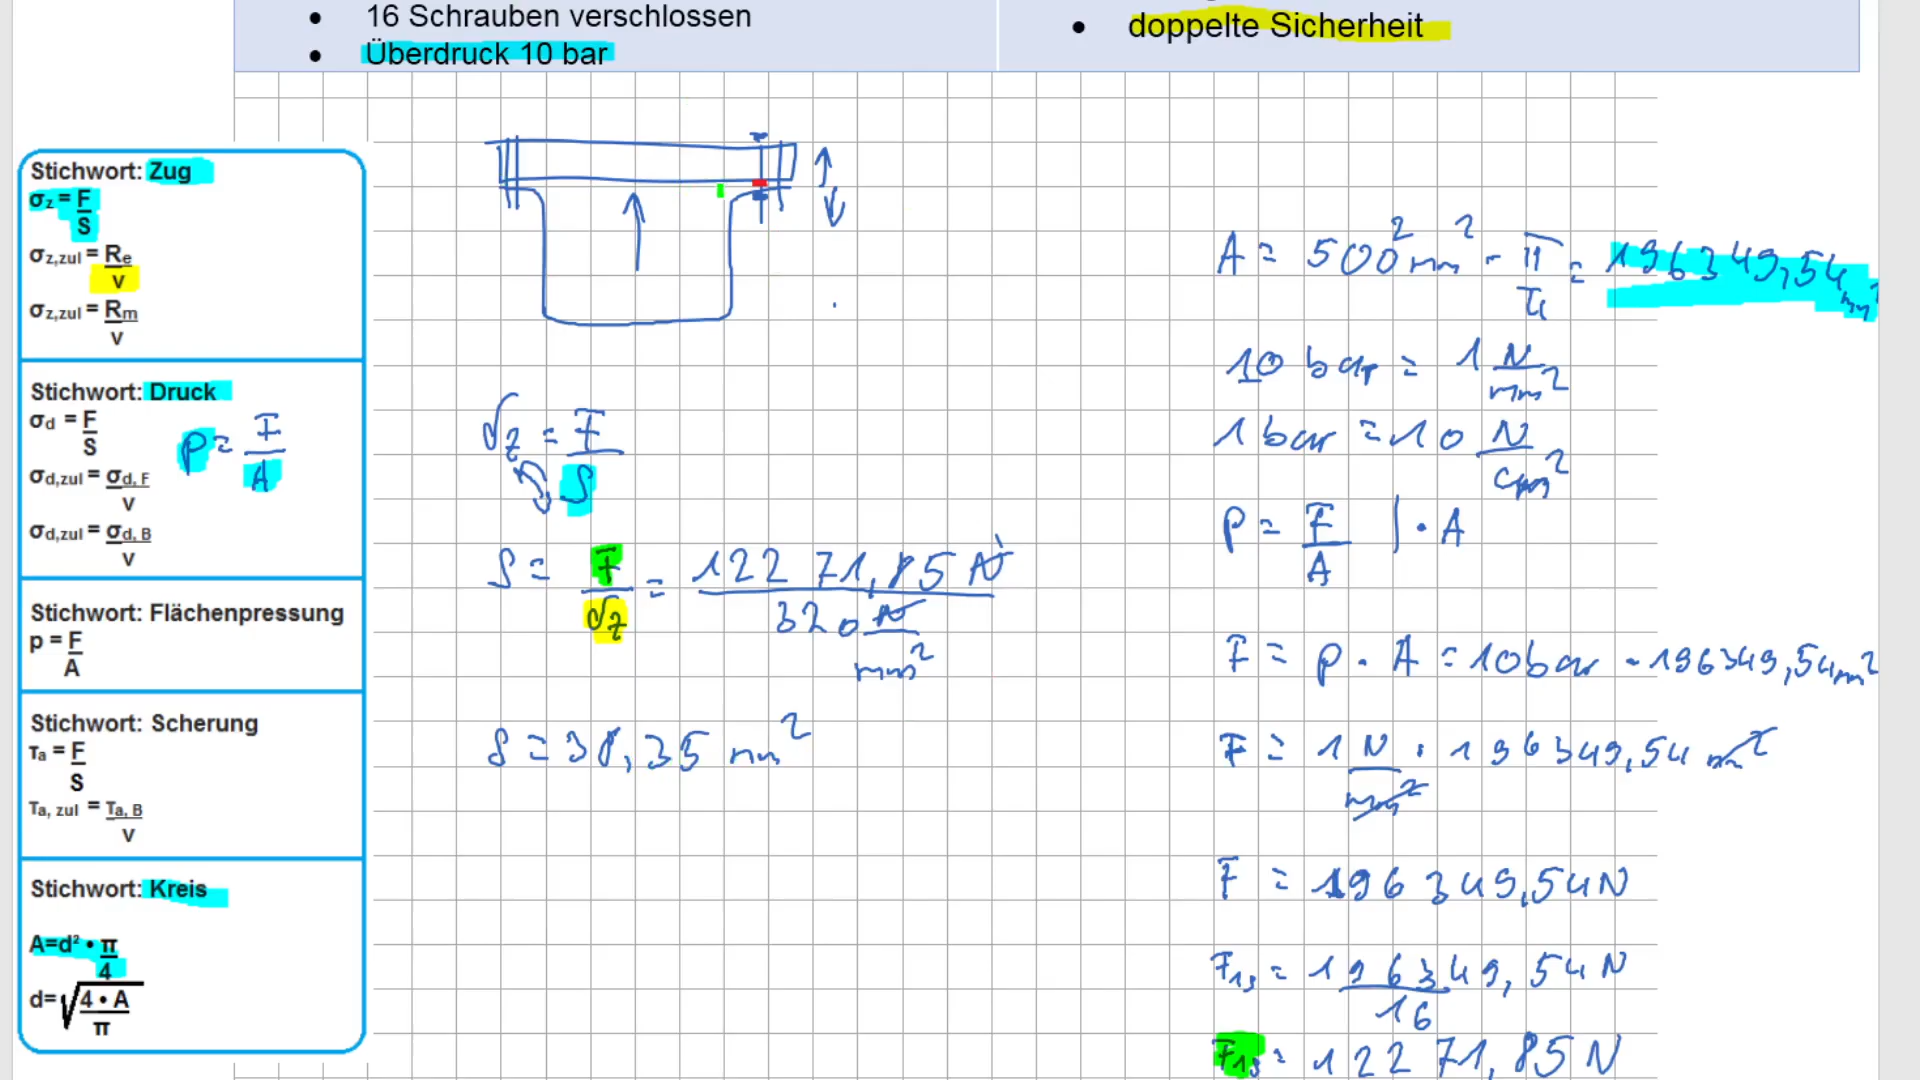 • 16 Schrauben verschlossen
• Überdruck 10 bar
• doppelte Sicherheit
Stichwort: Zug
σz = F
S
σz,zul = Re
v
σz,zul = Rm
v
Stichwort: Druck
σd = F
S
σd,zul = σd, F
v
σd,zul = σd, B
v
p = F
A
Stichwort: Flächenpressung
p = F
A
Stichwort: Scherung
τa = F
S
τa, zul = τa, B
v
Stichwort: Kreis
A=d² • π
4
d=√4 • A
π
σz = F
S
S = F = 122 71,85 N
σz 320 N
mm²
S = 38,35 mm²
A = 500² mm² · π = 196349,54 mm²
4
10 bar = 1 N
mm²
1 bar = 10 N
cm²
p = F | · A
A
F = p · A = 10 bar · 196349,54 mm²
F = 1 N · 196349,54 mm²
mm²
F = 196349,54 N
F1s = 196349,54 N
16
F1s = 122 71,85 N